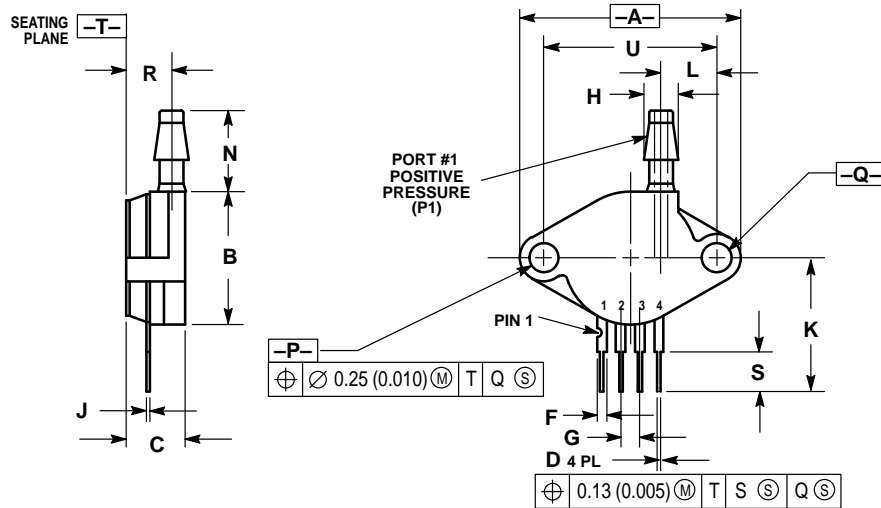 SEATING
PLANE
–T–
R
N
B
J
C
–A–
U
L
H
PORT #1
POSITIVE
PRESSURE
(P1)
–Q–
1 2 3 4
PIN 1
K
S
–P–
⌖ ∅ 0.25 (0.010) Ⓜ T Q Ⓢ
F
G
D 4 PL
⌖ 0.13 (0.005) Ⓜ T S Ⓢ Q Ⓢ